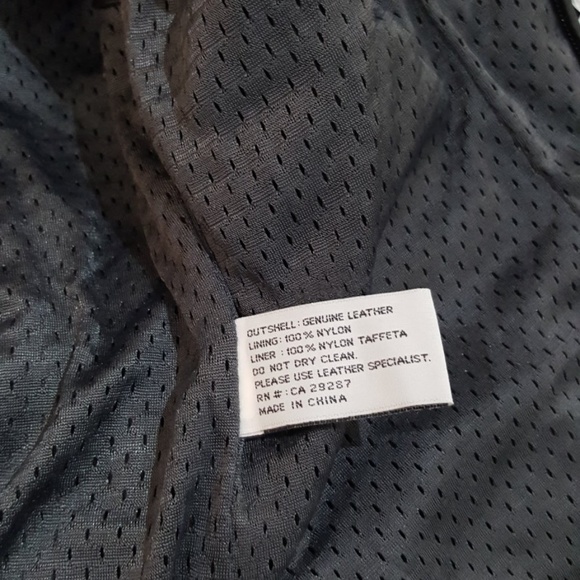 OUTSHELL: GENUINE LEATHER
LINING: 100% NYLON
LINER : 100% NYLON TAFFETA
DO NOT DRY CLEAN.
PLEASE USE LEATHER SPECIALIST.
RN # : CA 29287
MADE IN CHINA